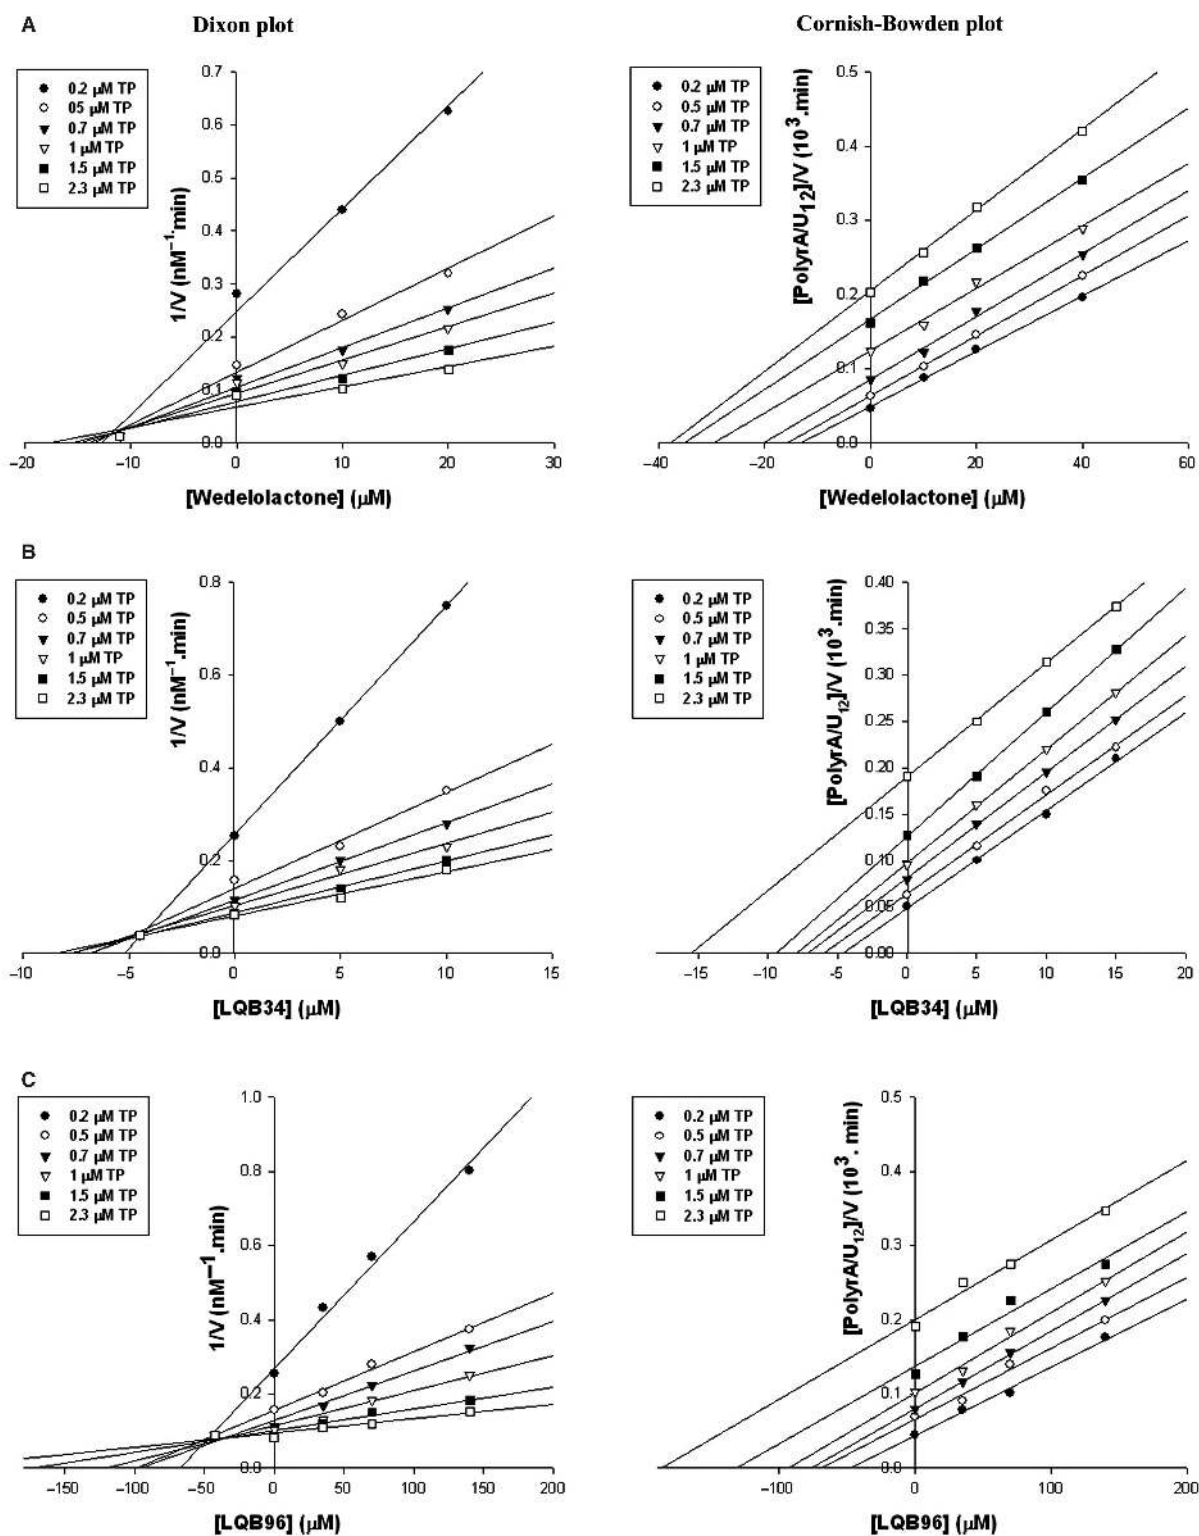 A
Dixon plot
Cornish-Bowden plot
0.2 µM TP
05 µM TP
0.7 µM TP
1 µM TP
1.5 µM TP
2.3 µM TP
1/V (nM⁻¹.min)
0.7
0.6
0.5
0.4
0.3
0.2
0.1
0.0
−20
−10
0
10
20
30
[Wedelolactone] (µM)
0.2 µM TP
0.5 µM TP
0.7 µM TP
1 µM TP
1.5 µM TP
2.3 µM TP
[PolyrA/U12]/V (10³.min)
0.5
0.4
0.3
0.2
0.1
0.0
−40
−20
0
20
40
60
[Wedelolactone] (µM)
B
0.2 µM TP
0.5 µM TP
0.7 µM TP
1 µM TP
1.5 µM TP
2.3 µM TP
1/V (nM⁻¹.min)
0.8
0.6
0.4
0.2
0.0
−10
−5
0
5
10
15
[LQB34] (µM)
0.2 µM TP
0.5 µM TP
0.7 µM TP
1 µM TP
1.5 µM TP
2.3 µM TP
[PolyrA/U12]/V (10³.min)
0.40
0.35
0.30
0.25
0.20
0.15
0.10
0.05
0.00
−15
−10
−5
0
5
10
15
20
[LQB34] (µM)
C
0.2 µM TP
0.5 µM TP
0.7 µM TP
1 µM TP
1.5 µM TP
2.3 µM TP
1/V (nM⁻¹.min)
1.0
0.8
0.6
0.4
0.2
0.0
−150
−100
−50
0
50
100
150
200
[LQB96] (µM)
0.2 µM TP
0.5 µM TP
0.7 µM TP
1 µM TP
1.5 µM TP
2.3 µM TP
[PolyrA/U12]/V (10³. min)
0.5
0.4
0.3
0.2
0.1
0.0
−100
0
100
200
[LQB96] (µM)